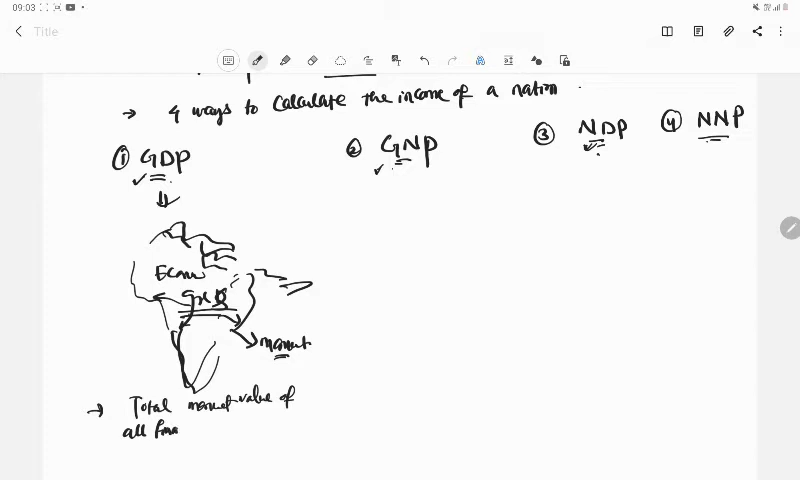 09:03
Title
→ 4 ways to calculate the income of a nation.
① GDP ② GNP ③ NDP ④ NNP
Econ
market
→ Total market value of
all fina